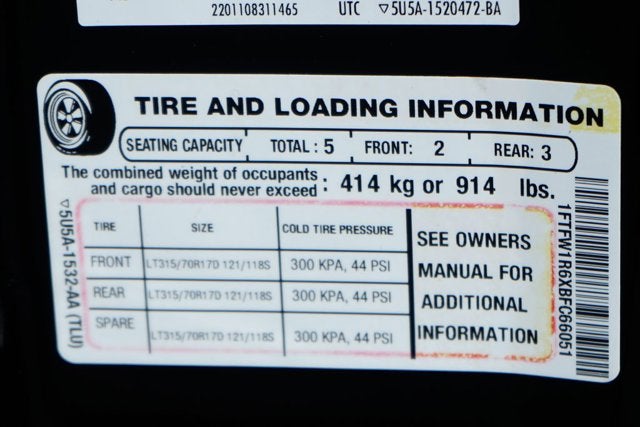 2201108311465 UTC ▽5U5A-1520472-BA
TIRE AND LOADING INFORMATION
SEATING CAPACITY TOTAL : 5 FRONT: 2 REAR: 3
The combined weight of occupants
and cargo should never exceed : 414 kg or 914 lbs.
TIRE SIZE COLD TIRE PRESSURE
FRONT LT315/70R17D 121/118S 300 KPA, 44 PSI
REAR LT315/70R17D 121/118S 300 KPA, 44 PSI
SPARE LT315/70R17D 121/118S 300 KPA, 44 PSI
SEE OWNERS
MANUAL FOR
ADDITIONAL
INFORMATION
▽5U5A-1532-AA (TLU)
1FTFW1R6XBFC66051